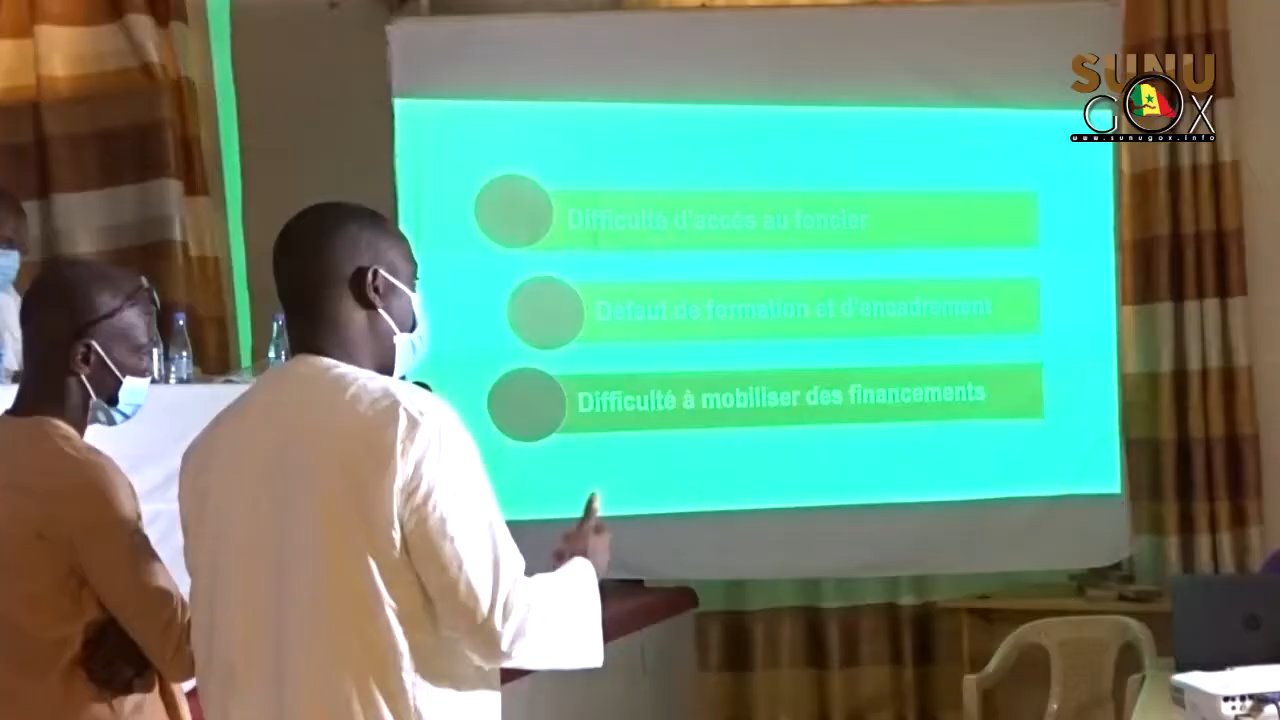 SUNU
GOX
www.sunugox.info
Difficulté d'accès au foncier
Défaut de formation et d'encadrement
Difficulté à mobiliser des financements